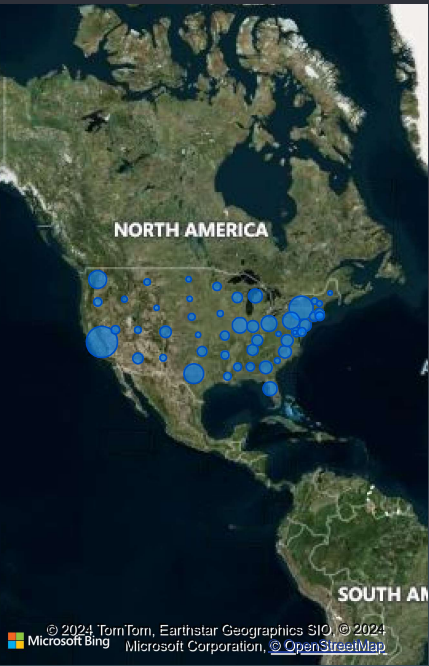 NORTH AMERICA
SOUTH AM
© 2024 TomTom, Earthstar Geographics SIO, © 2024
Microsoft Bing
Microsoft Corporation, © OpenStreetMap